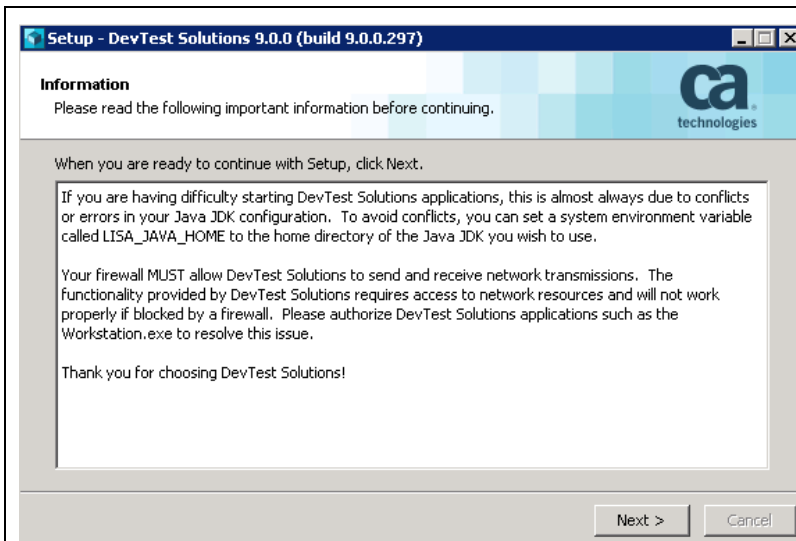 Setup - DevTest Solutions 9.0.0 (build 9.0.0.297)
Information
Please read the following important information before continuing.
ca
technologies
When you are ready to continue with Setup, click Next.
If you are having difficulty starting DevTest Solutions applications, this is almost always due to conflicts
or errors in your Java JDK configuration.  To avoid conflicts, you can set a system environment variable
called LISA_JAVA_HOME to the home directory of the Java JDK you wish to use.
Your firewall MUST allow DevTest Solutions to send and receive network transmissions.  The
functionality provided by DevTest Solutions requires access to network resources and will not work
properly if blocked by a firewall.  Please authorize DevTest Solutions applications such as the
Workstation.exe to resolve this issue.
Thank you for choosing DevTest Solutions!
Next >
Cancel